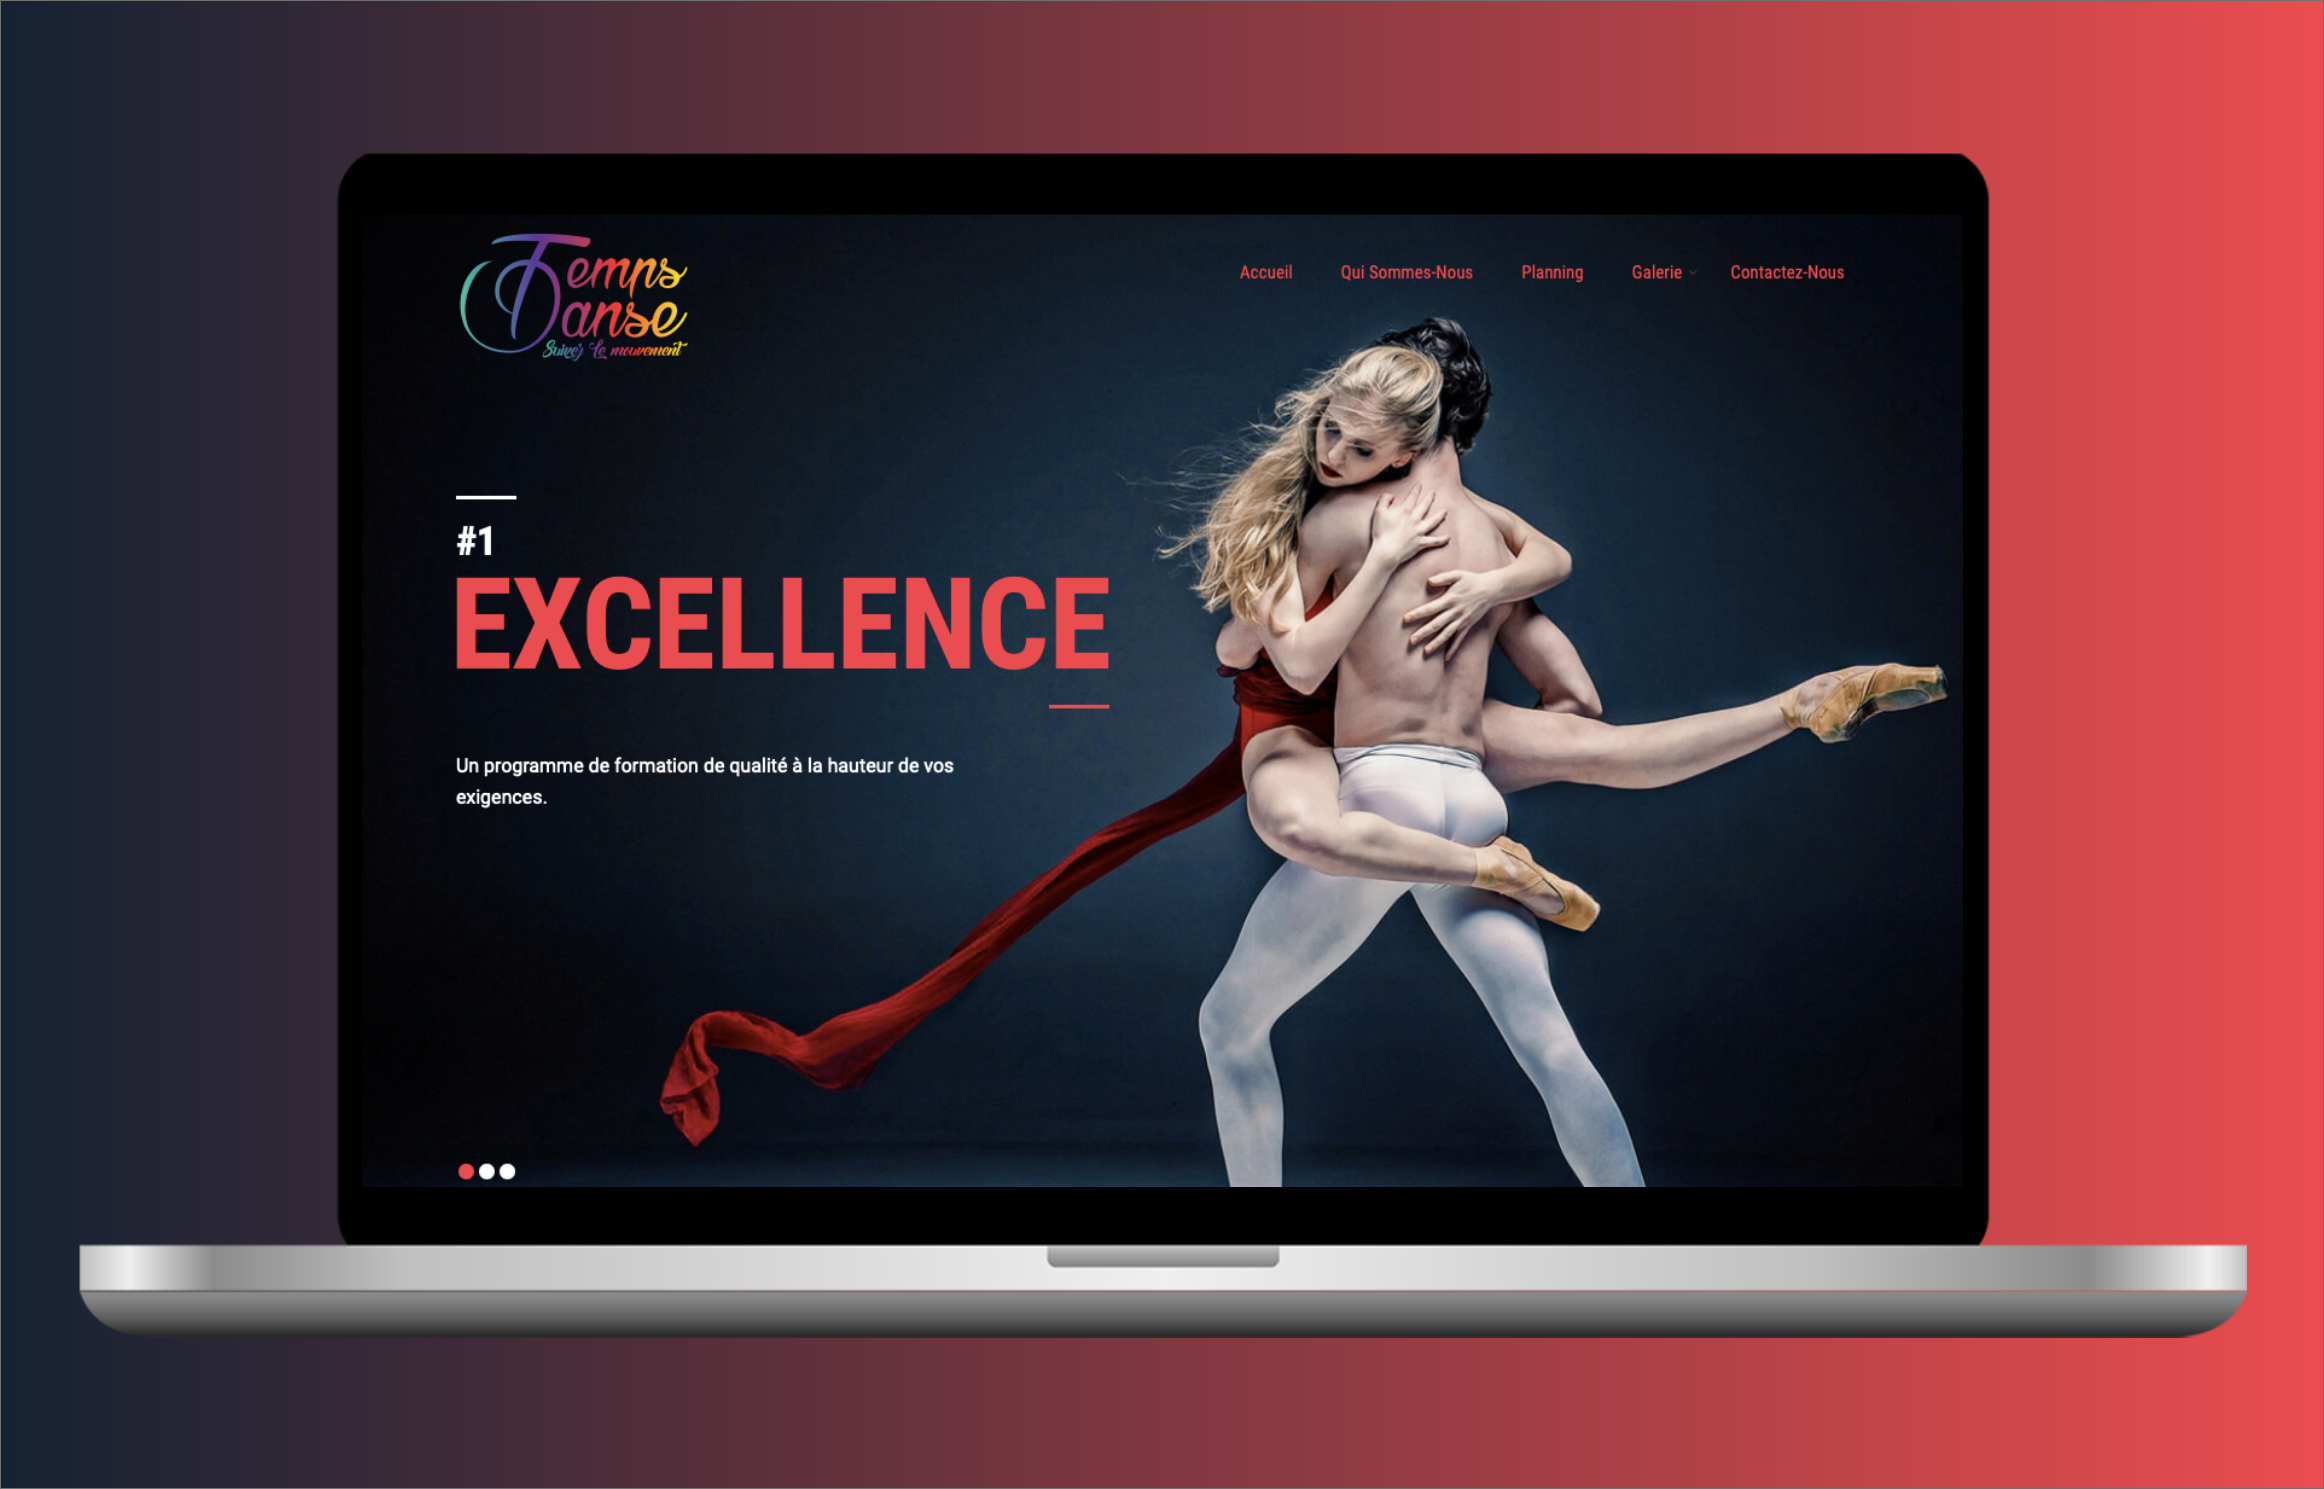 Temps
Danse
Suivez Le mouvement
Accueil Qui Sommes-Nous Planning Galerie Contactez-Nous
#1
EXCELLENCE
Un programme de formation de qualité à la hauteur de vos
exigences.